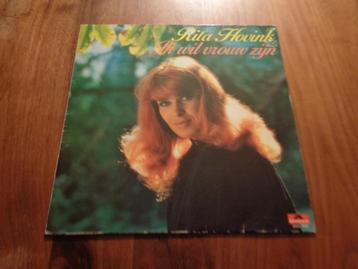 Rita Hovink
Ik wil vrouw zijn